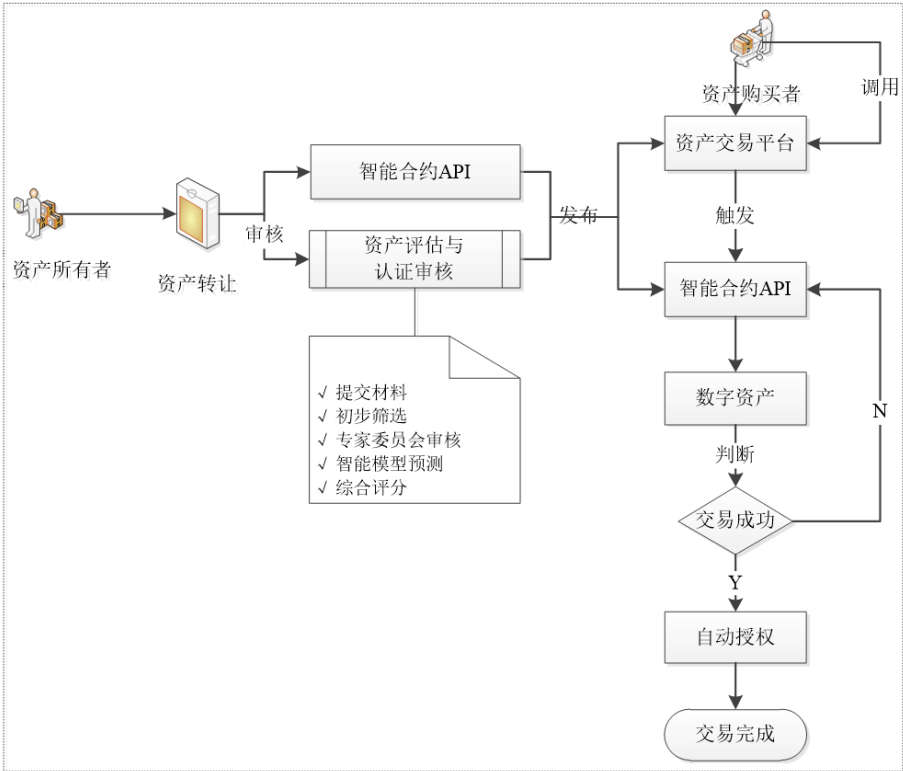 资产购买者
调用
资产交易平台
智能合约API
发布
触发
审核
资产评估与
认证审核
资产所有者
资产转让
智能合约API
√ 提交材料
√ 初步筛选
√ 专家委员会审核
√ 智能模型预测
√ 综合评分
数字资产
N
判断
交易成功
Y
自动授权
交易完成